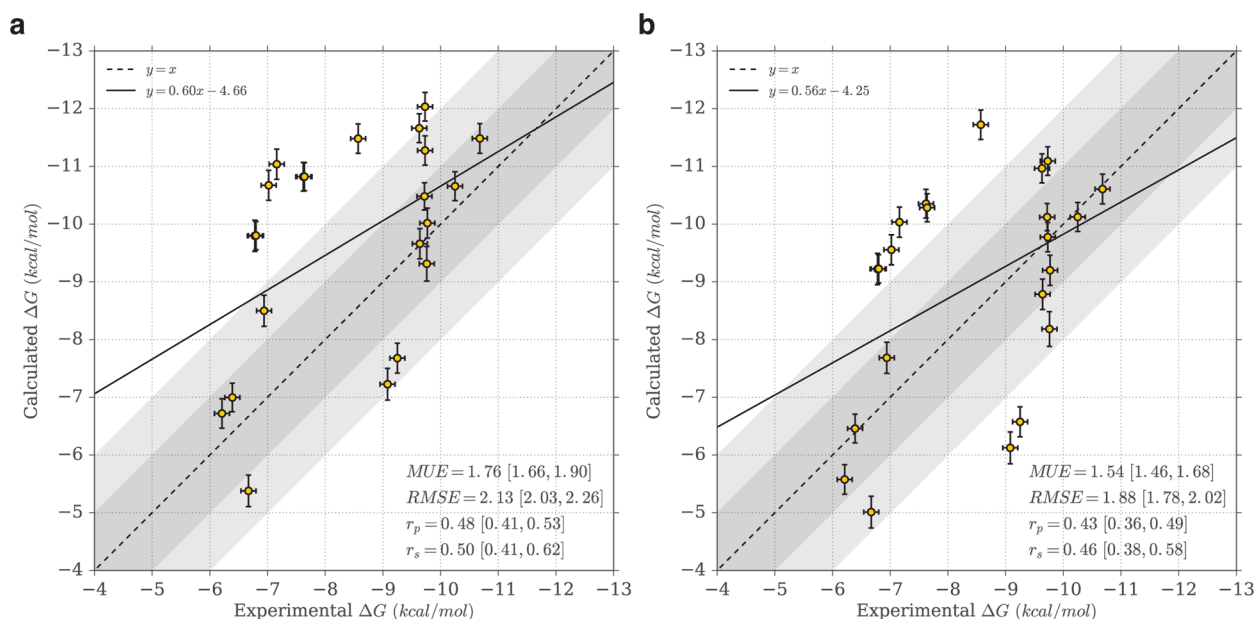 a
−13
−12
−11
−10
−9
−8
−7
−6
−5
−4
Calculated ΔG (kcal/mol)
y = x
y = 0.60x − 4.66
MUE = 1.76 [1.66, 1.90]
RMSE = 2.13 [2.03, 2.26]
r_p = 0.48 [0.41, 0.53]
r_s = 0.50 [0.41, 0.62]
−4 −5 −6 −7 −8 −9 −10 −11 −12 −13
Experimental ΔG (kcal/mol)
b
−13
−12
−11
−10
−9
−8
−7
−6
−5
−4
Calculated ΔG (kcal/mol)
y = x
y = 0.56x − 4.25
MUE = 1.54 [1.46, 1.68]
RMSE = 1.88 [1.78, 2.02]
r_p = 0.43 [0.36, 0.49]
r_s = 0.46 [0.38, 0.58]
−4 −5 −6 −7 −8 −9 −10 −11 −12 −13
Experimental ΔG (kcal/mol)